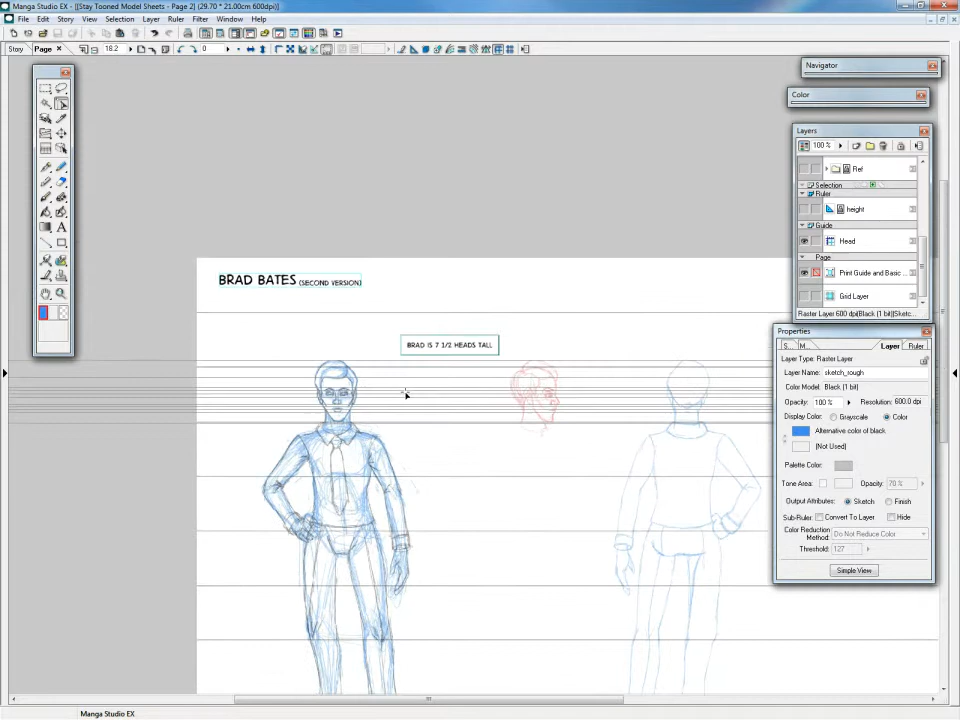 Manga Studio EX - [[Stay Tooned Model Sheets - Page 2] (29.70 * 21.00cm 600dpi)]
File Edit Story View Selection Layer Ruler Filter Window Help
Story Page 18.2 0
Navigator
Color
Layers
100 %
Ref
Selection
Ruler
height
Guide
Head
Page
Print Guide and Basic ...
Grid Layer
Raster Layer 600 dpi(Black (1 bit)(Sketc...
Properties
S... M... Layer Ruler
Layer Type: Raster Layer
Layer Name: sketch_rough
Color Model: Black (1 bit)
Opacity: 100 % Resolution: 600.0 dpi
Display Color: Grayscale Color
Alternative color of black
(Not Used)
Palette Color:
Tone Area: Opacity: 70 %
Output Attributes: Sketch Finish
Sub-Ruler: Convert To Layer Hide
Color Reduction Method: Do Not Reduce Color
Threshold: 127
Simple View
BRAD BATES (SECOND VERSION)
BRAD IS 7 1/2 HEADS TALL
Manga Studio EX